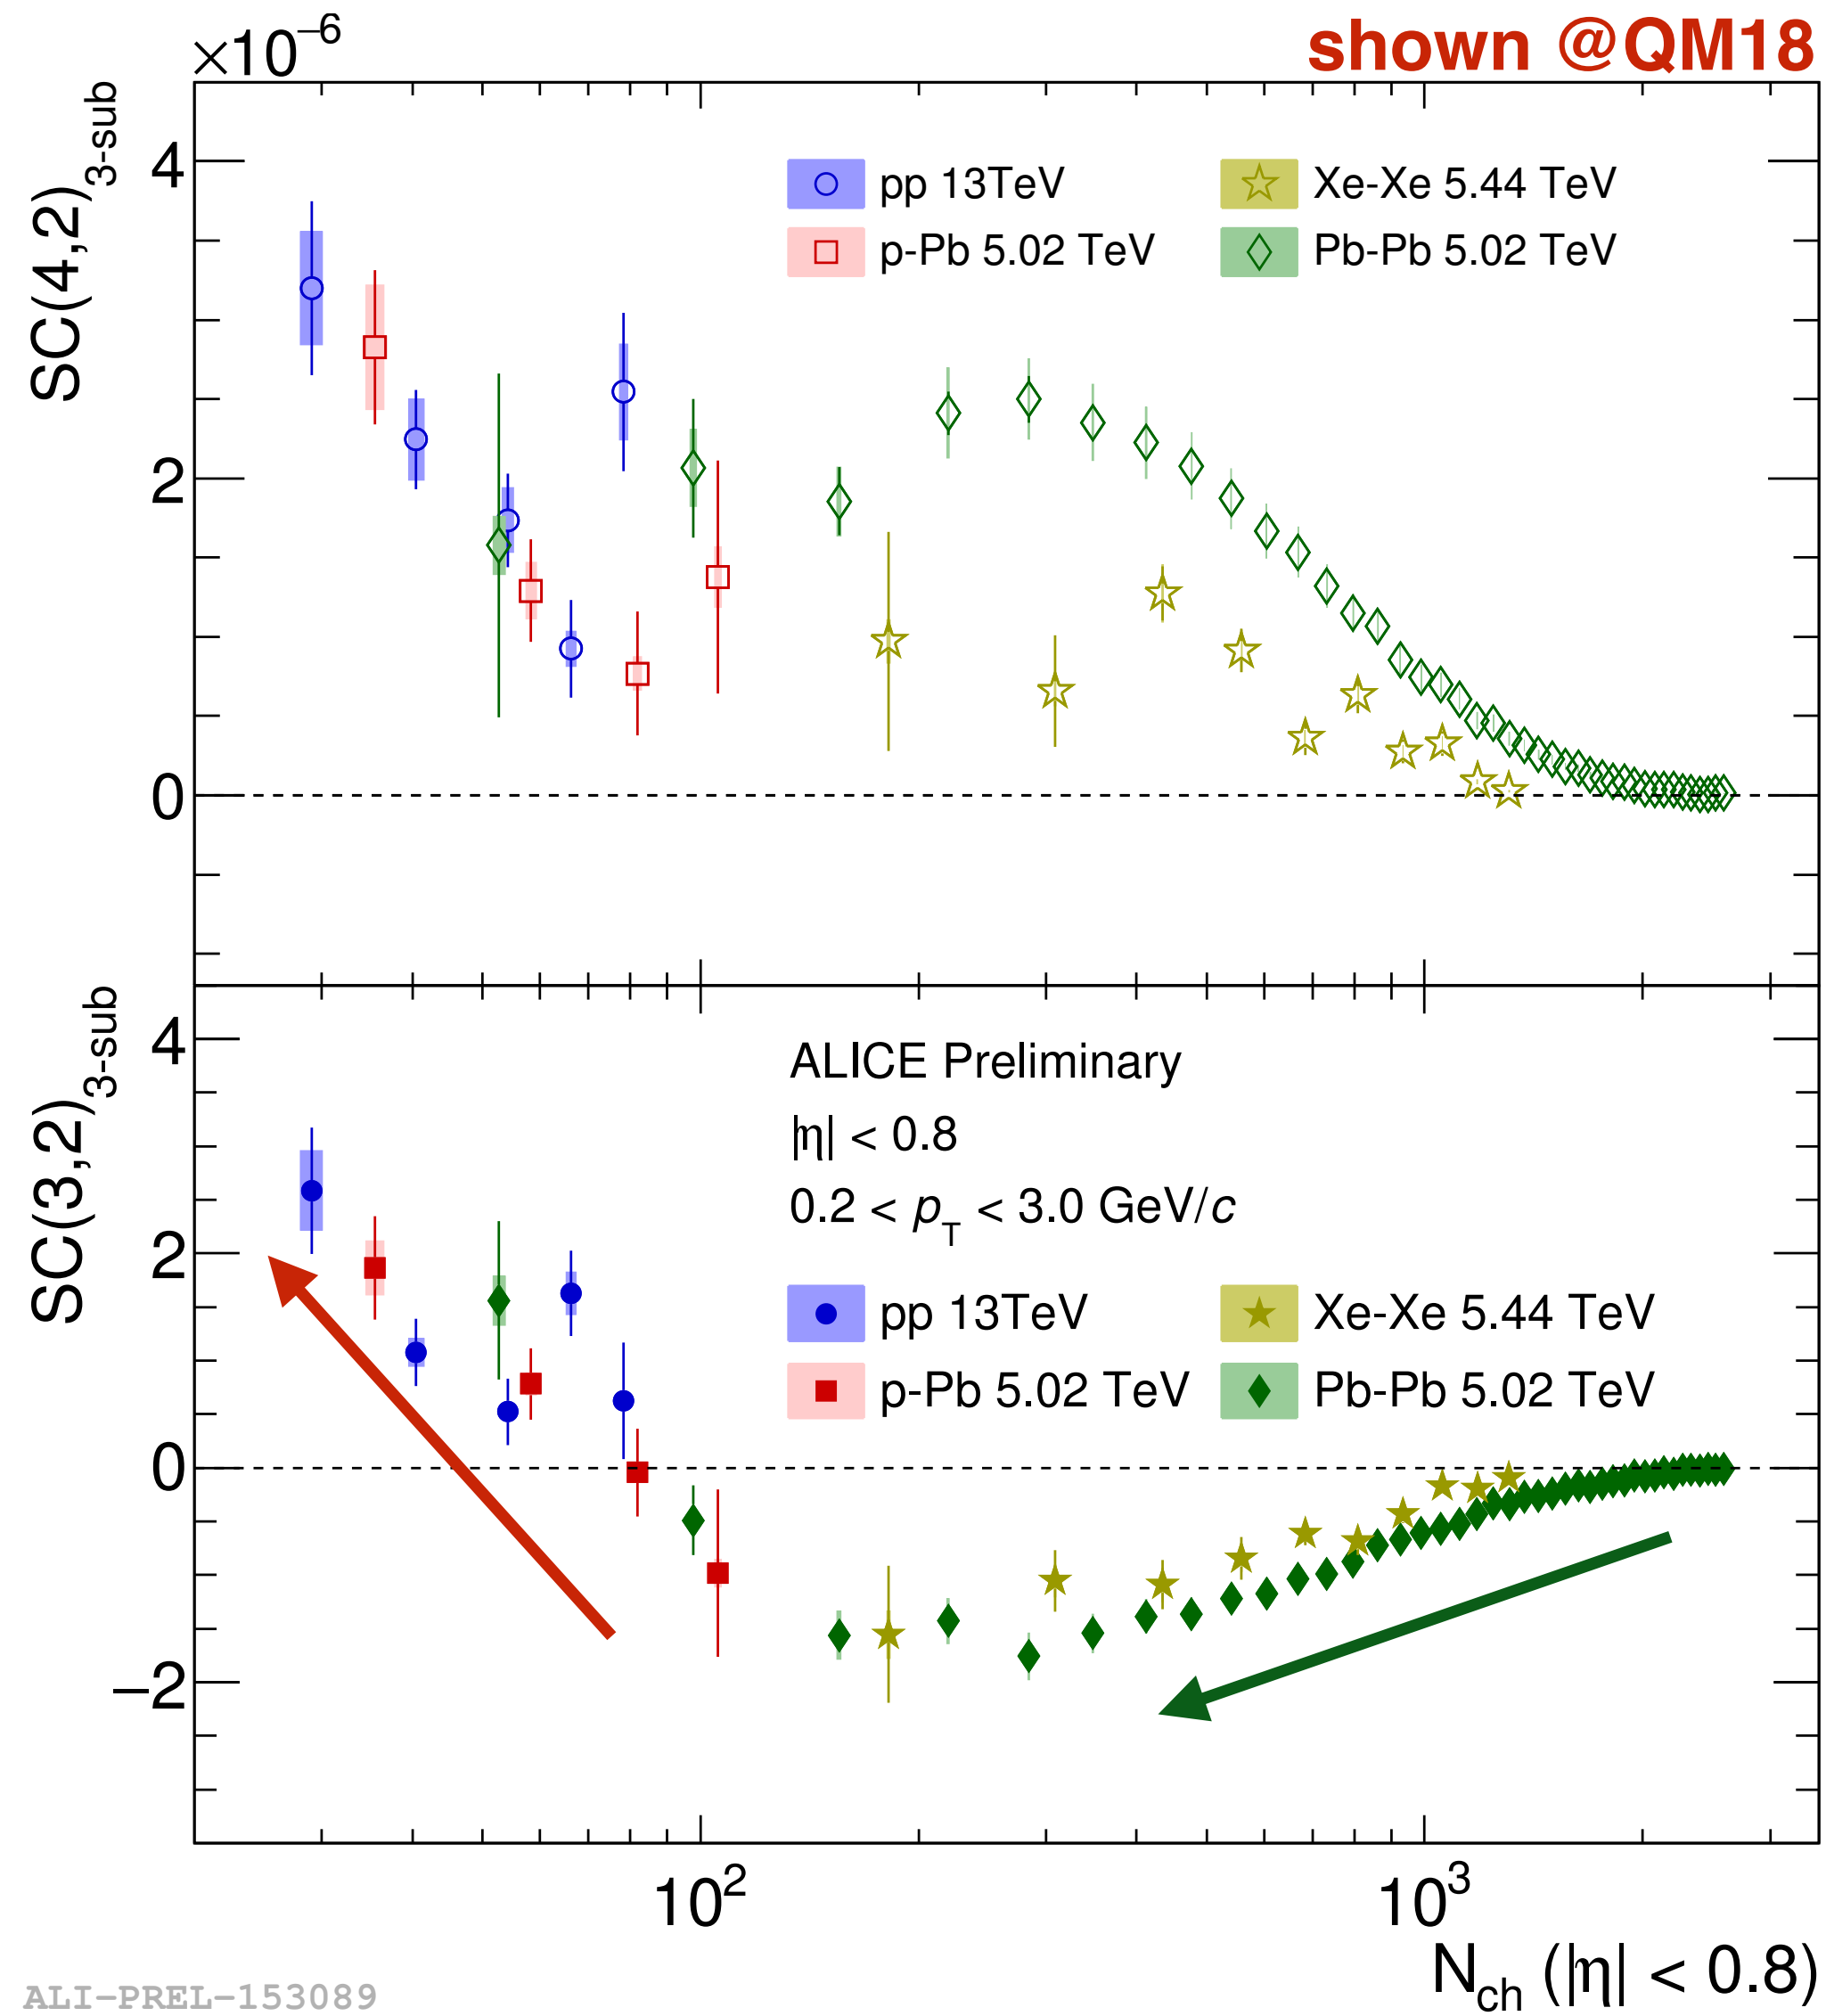 ×10⁻⁶
shown @QM18
SC(4,2)3-sub
4
2
0
pp 13TeV
Xe-Xe 5.44 TeV
p-Pb 5.02 TeV
Pb-Pb 5.02 TeV
SC(3,2)3-sub
4
2
0
−2
ALICE Preliminary
|η| < 0.8
0.2 < pT < 3.0 GeV/c
pp 13TeV
Xe-Xe 5.44 TeV
p-Pb 5.02 TeV
Pb-Pb 5.02 TeV
10²
10³
Nch (|η| < 0.8)
ALI-PREL-153089